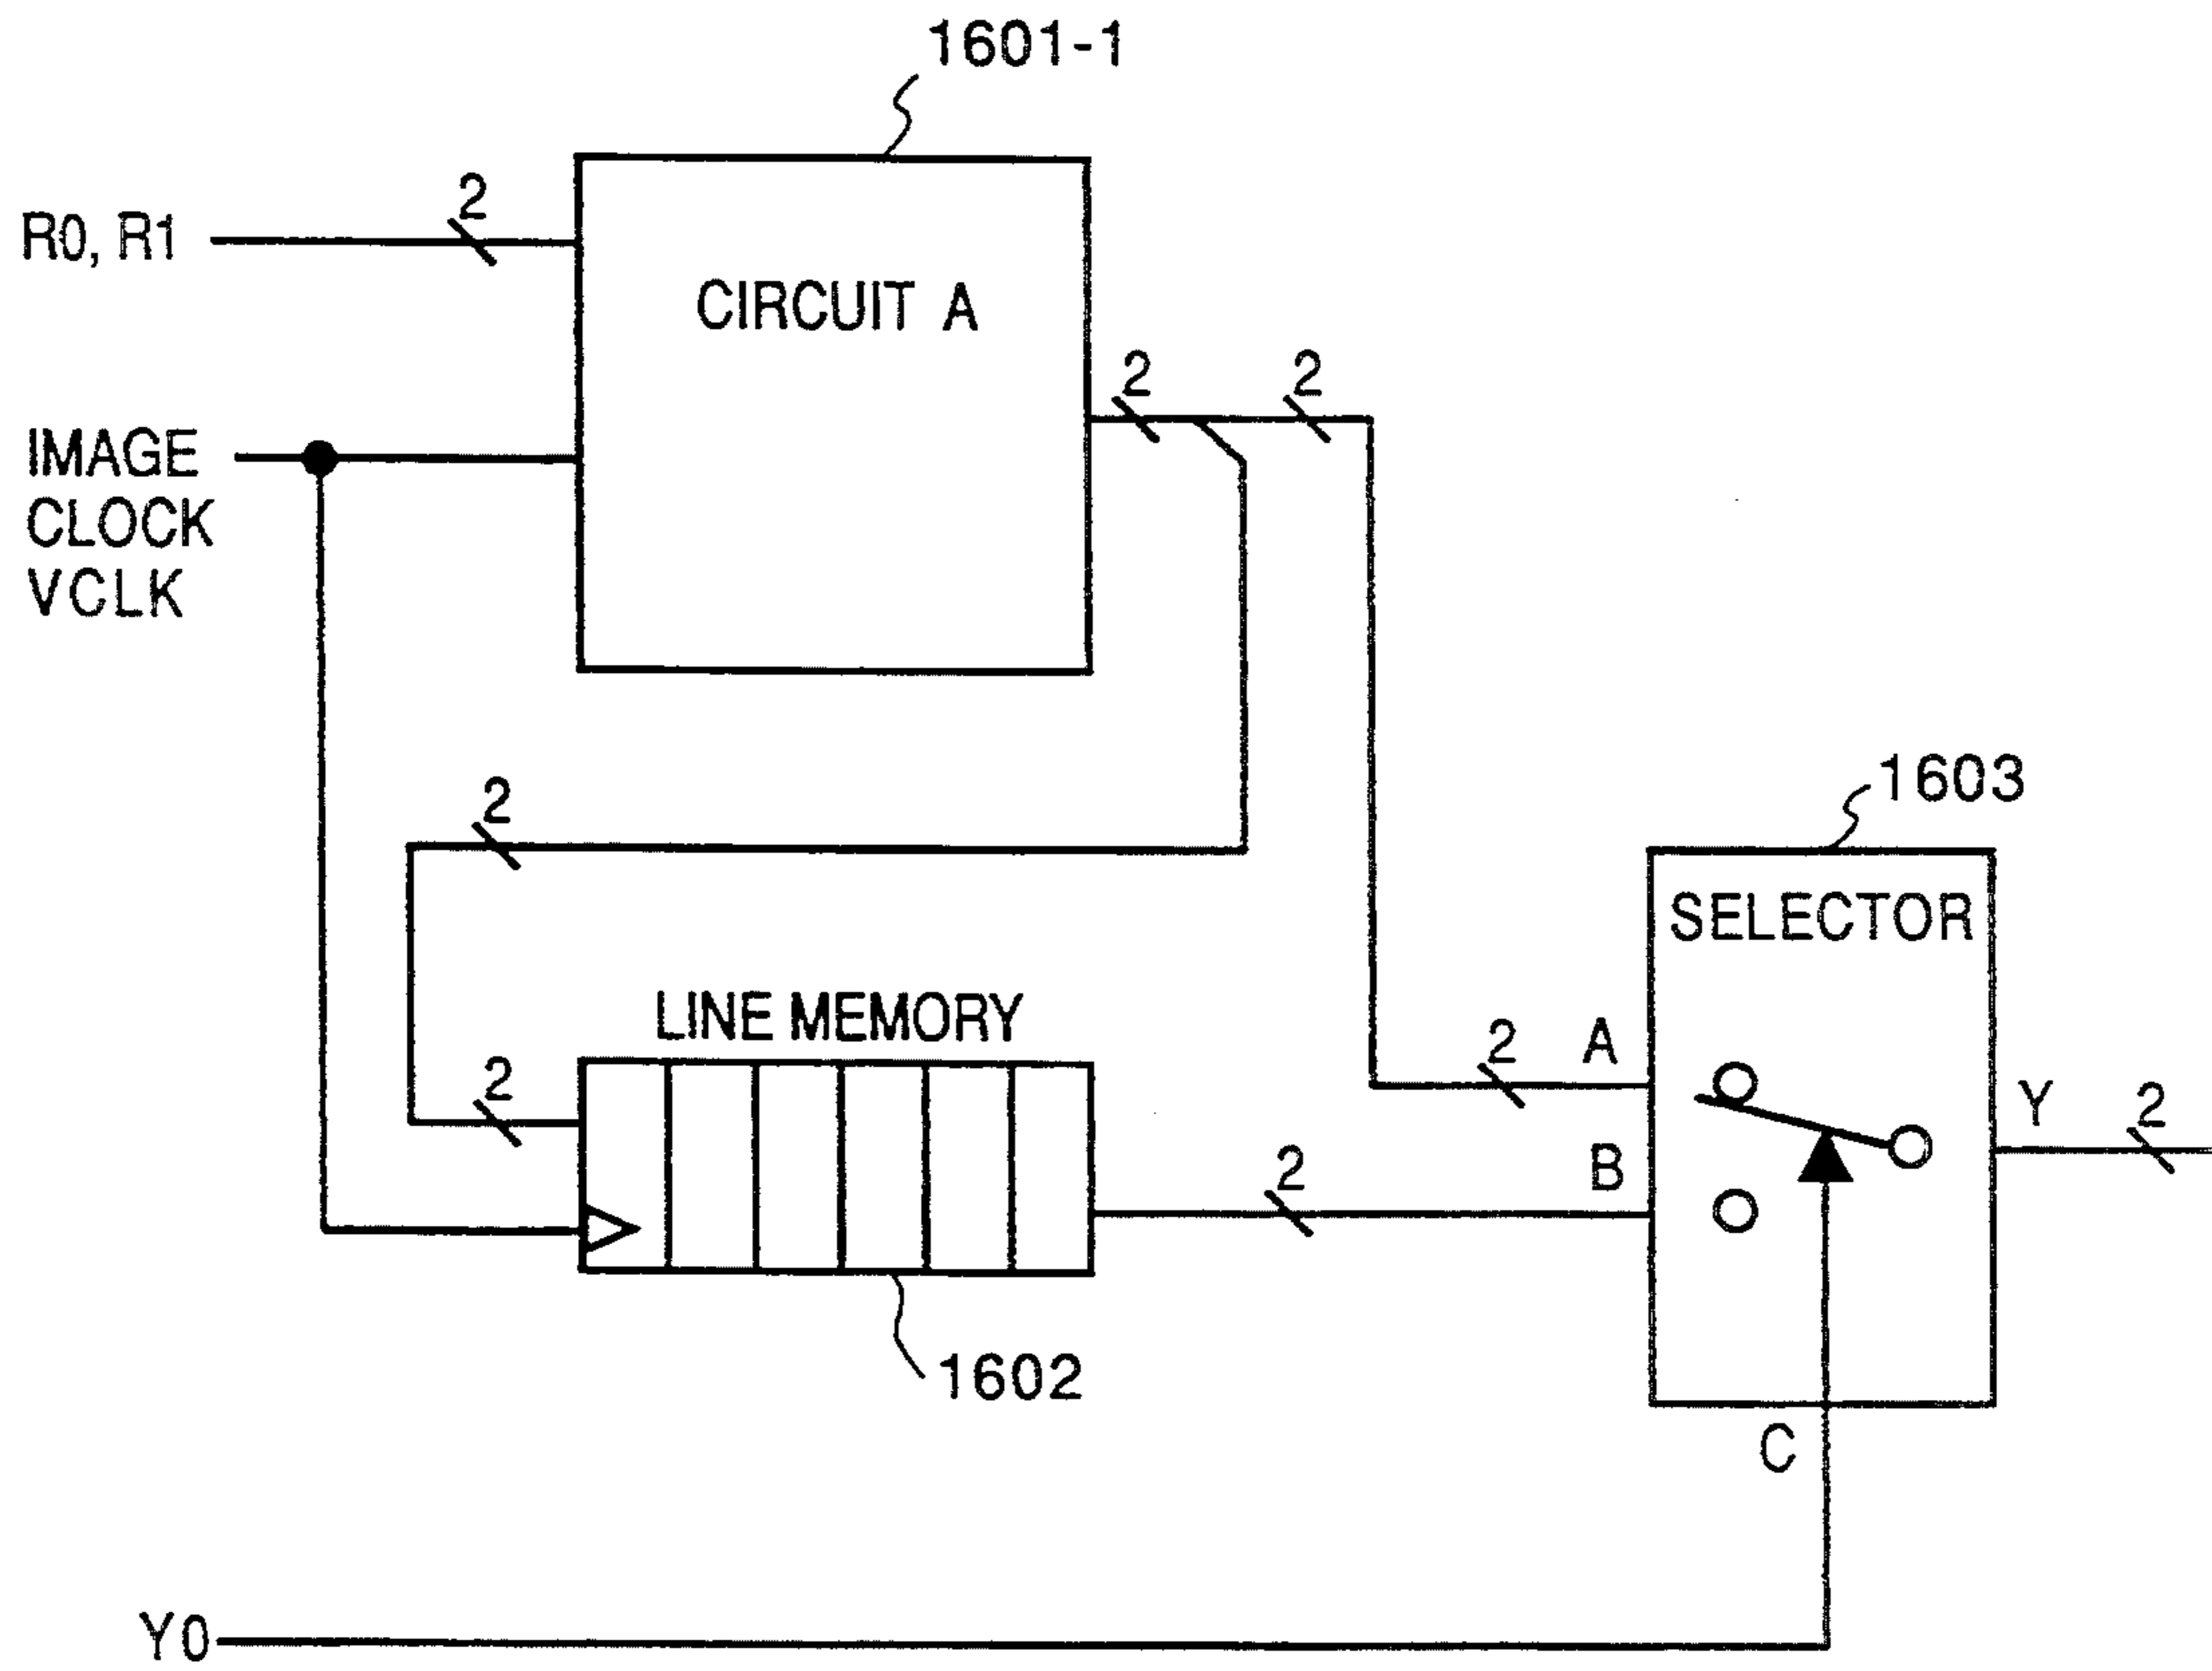 1601-1
2
R0, R1
CIRCUIT A
2
2
IMAGE
CLOCK
VCLK
2
1603
SELECTOR
LINE MEMORY
2
2
A
Y
2
2
B
1602
C
Y0